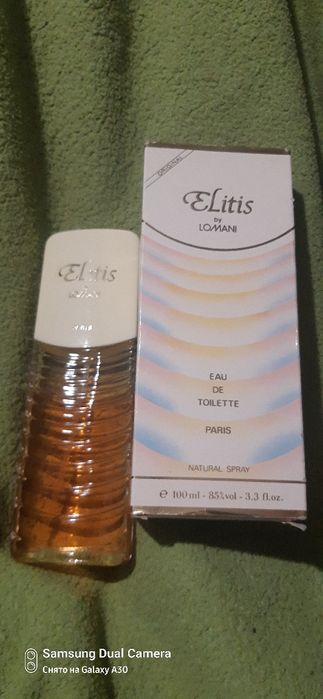 ORIGINAL
Elitis
by
LOMANI
EAU
DE
TOILETTE
PARIS
NATURAL SPRAY
e 100 ml - 85% vol - 3.3 fl. oz.
Elitis
Samsung Dual Camera
Снято на Galaxy A30